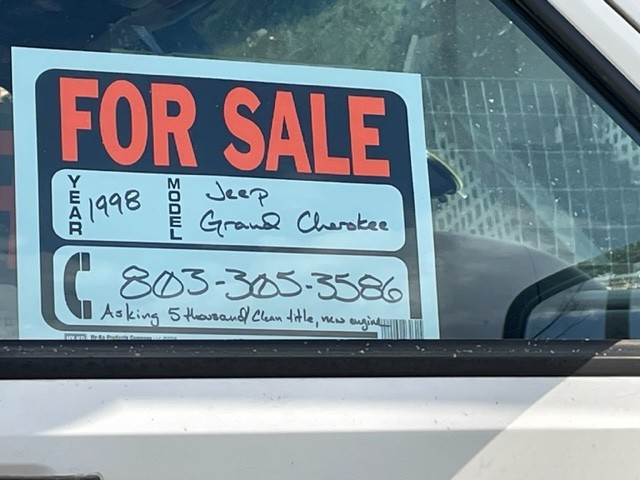 FOR SALE
YEAR 1998 MODEL Jeep
Grand Cherokee
803-305-3586
Asking 5 thousand/Clean title, new engine